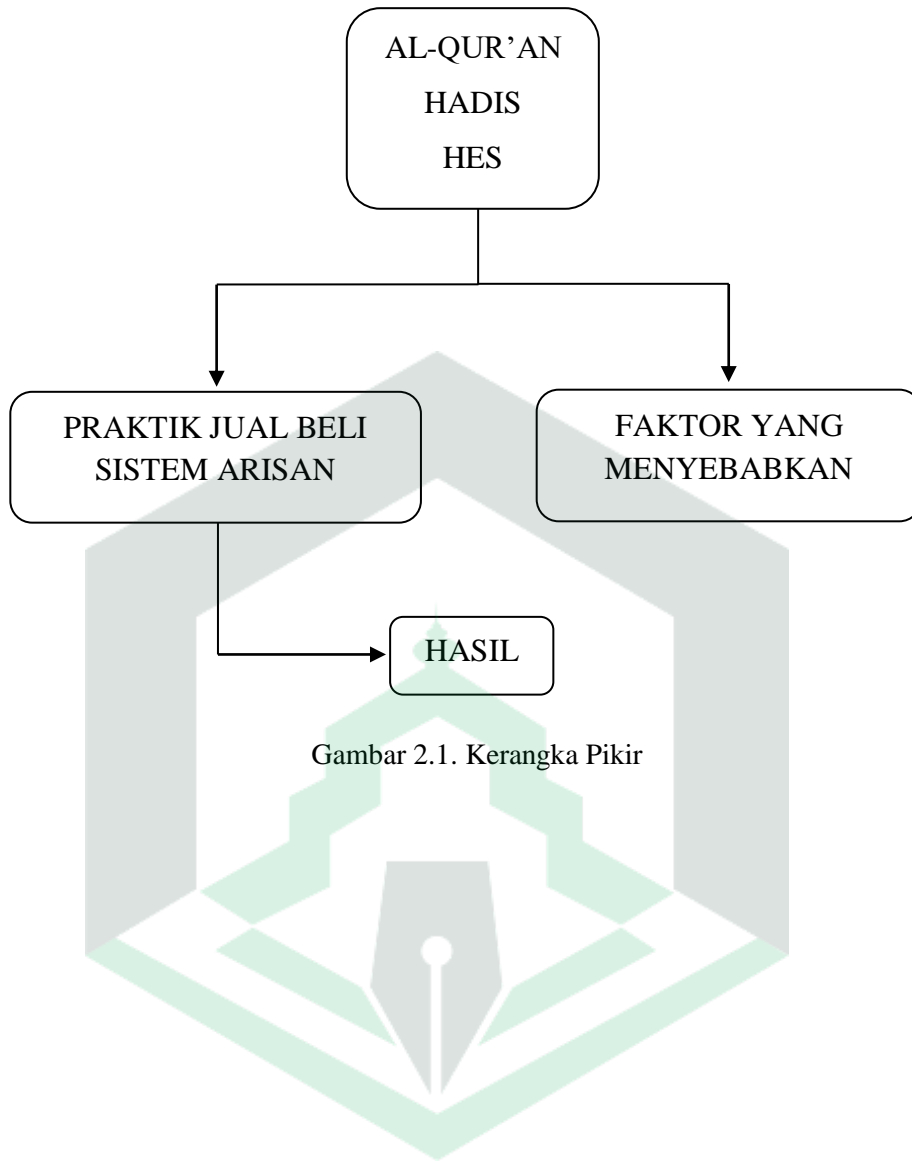 AL-QUR’AN
HADIS
HES
PRAKTIK JUAL BELI
SISTEM ARISAN
FAKTOR YANG
MENYEBABKAN
HASIL
Gambar 2.1. Kerangka Pikir